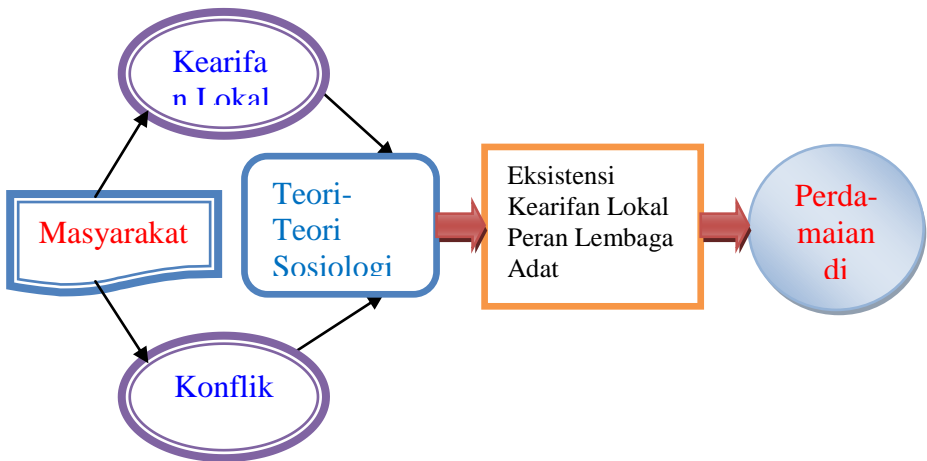 Kearifa
n Lokal
Masyarakat
Teori-
Teori
Sosiologi
Konflik
Eksistensi
Kearifan Lokal
Peran Lembaga
Adat
Perda-
maian
di